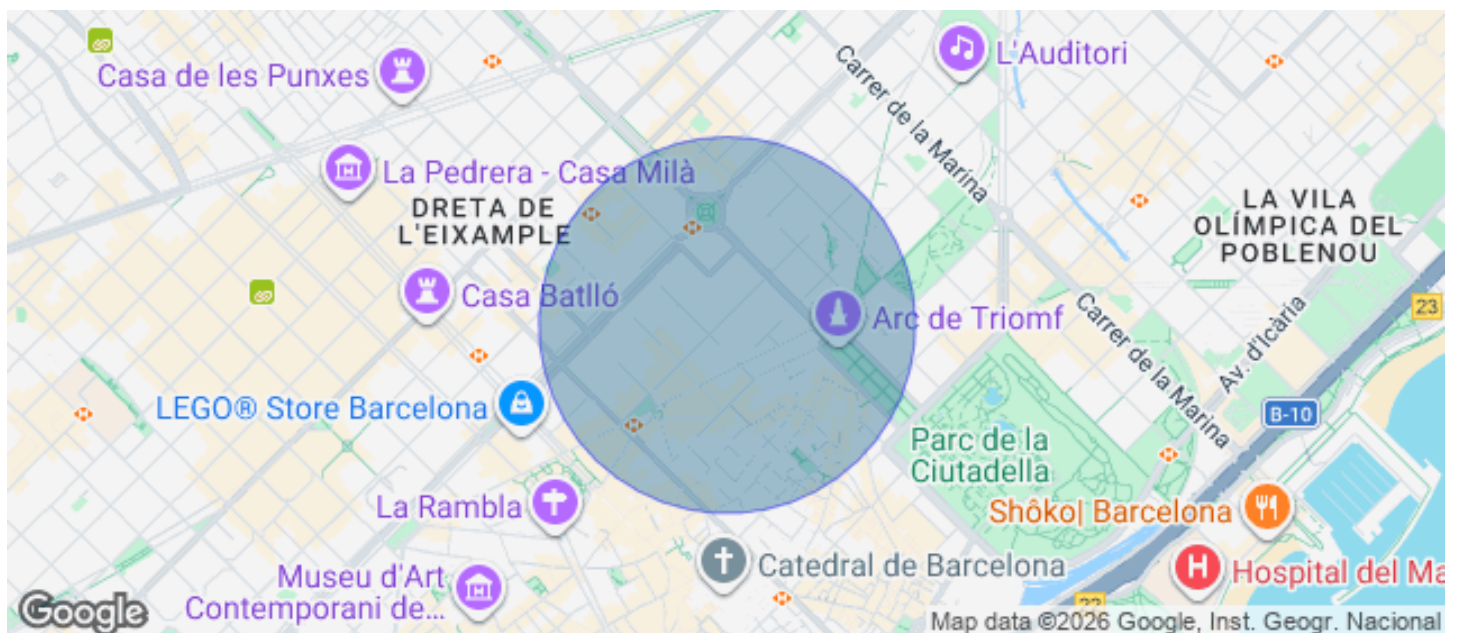 L'Auditori
Casa de les Punxes
Carrer de la Marina
La Pedrera - Casa Milà
DRETA DE
L'EIXAMPLE
LA VILA
OLÍMPICA DEL
POBLENOU
Casa Batlló
Arc de Triomf
23
Carrer de la Marina
Av. d'Icària
LEGO® Store Barcelona
B-10
Parc de la
Ciutadella
La Rambla
Shôko| Barcelona
Catedral de Barcelona
H
Hospital del Ma
Museu d'Art
Contemporani de...
22
Google
Map data ©2026 Google, Inst. Geogr. Nacional